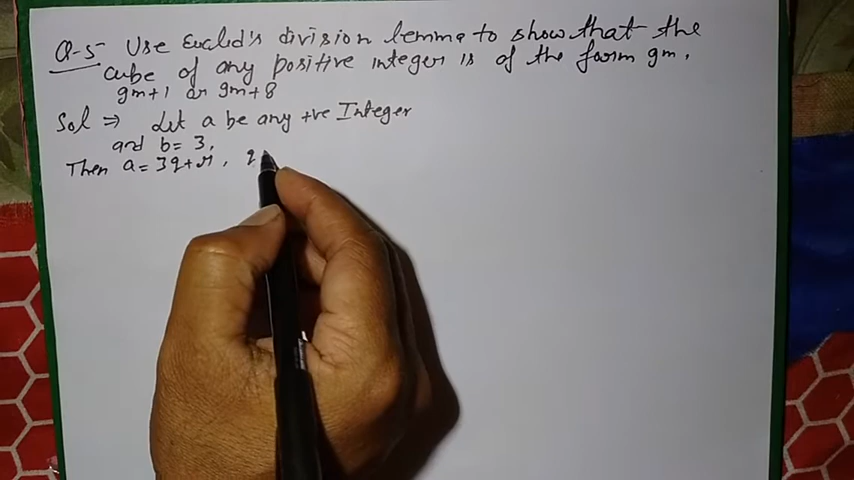 Q-5- Use Euclid's division Lemma to show that the
cube of any positive integer is of the form 9m,
9m+1 or 9m+8
Sol ⇒ Let a be any +ve Integer
and b = 3,
Then a = 3q+r, q